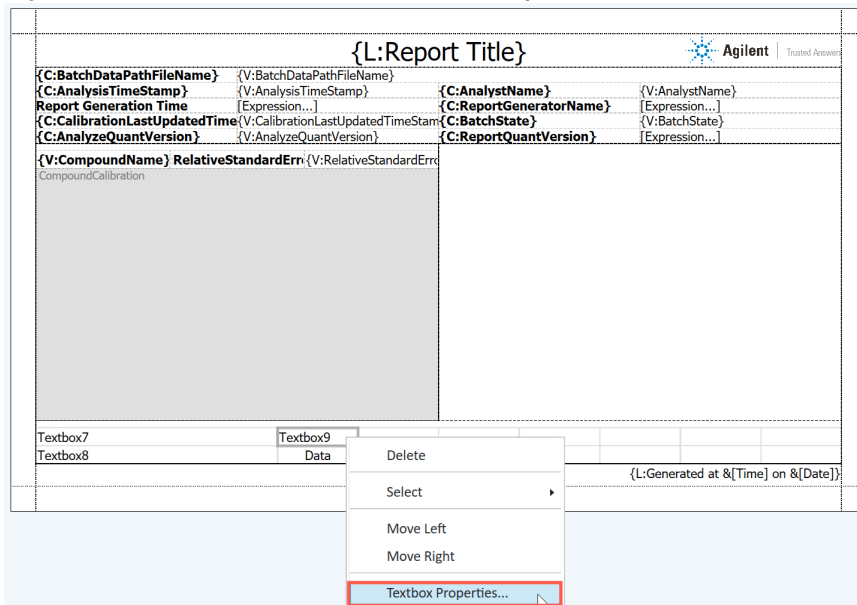 {L:Report Title}
Agilent | Trusted Answers
{C:BatchDataPathFileName} {V:BatchDataPathFileName}
{C:AnalysisTimeStamp} {V:AnalysisTimeStamp} {C:AnalystName} {V:AnalystName}
Report Generation Time [Expression...] {C:ReportGeneratorName} [Expression...]
{C:CalibrationLastUpdatedTime {V:CalibrationLastUpdatedTimeStam {C:BatchState} {V:BatchState}
{C:AnalyzeQuantVersion} {V:AnalyzeQuantVersion} {C:ReportQuantVersion} [Expression...]
{V:CompoundName} RelativeStandardErr {V:RelativeStandardErro
CompoundCalibration
Textbox7 Textbox9
Textbox8 Data
{L:Generated at &[Time] on &[Date]}
Delete
Select
Move Left
Move Right
Textbox Properties...